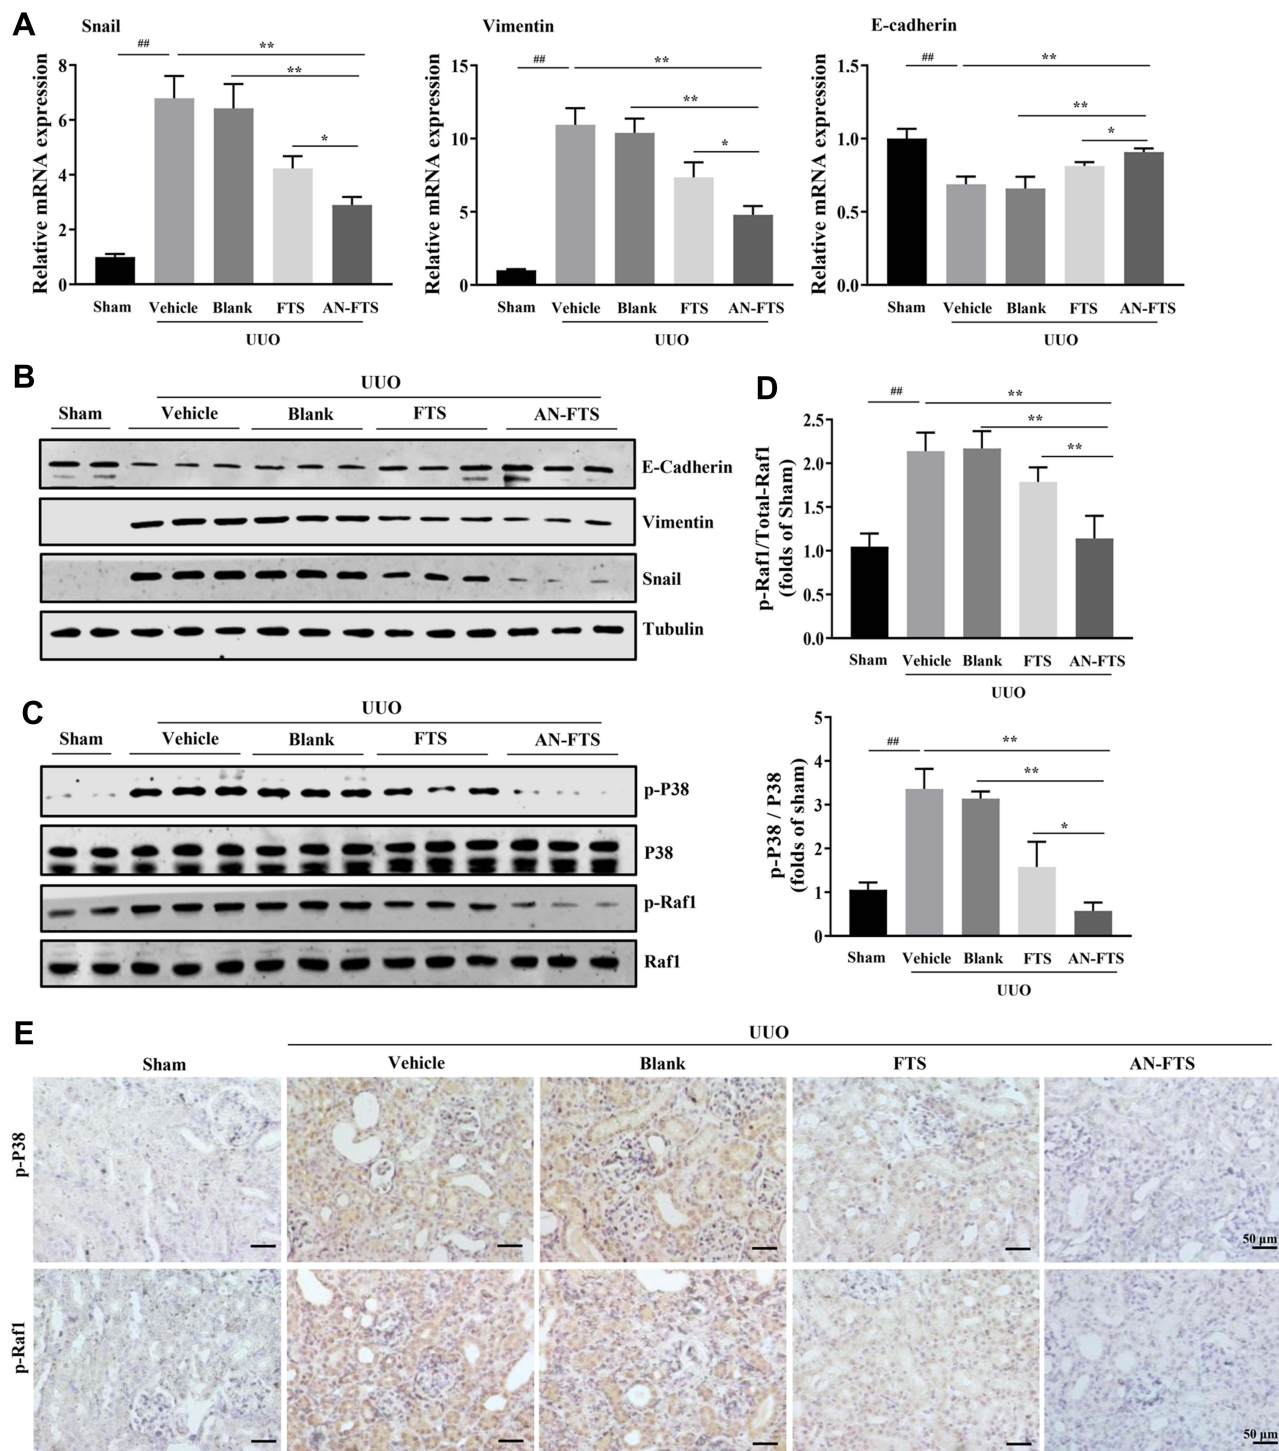 A
Snail
Vimentin
E-cadherin
## ** ** *
## ** ** *
## ** ** *
Relative mRNA expression
8
6
4
2
0
Sham Vehicle Blank FTS AN-FTS
UUO
Relative mRNA expression
15
10
5
0
Sham Vehicle Blank FTS AN-FTS
UUO
Relative mRNA expression
1.5
1.0
0.5
0.0
Sham Vehicle Blank FTS AN-FTS
UUO
B
UUO
Sham Vehicle Blank FTS AN-FTS
E-Cadherin
Vimentin
Snail
Tubulin
C
UUO
Sham Vehicle Blank FTS AN-FTS
p-P38
P38
p-Raf1
Raf1
D
## ** ** **
p-Raf1/Total-Raf1
(folds of Sham)
2.5
2.0
1.5
1.0
0.5
0.0
Sham Vehicle Blank FTS AN-FTS
UUO
## ** ** *
p-P38 / P38
(folds of sham)
5
4
3
2
1
0
Sham Vehicle Blank FTS AN-FTS
UUO
E
UUO
Sham Vehicle Blank FTS AN-FTS
p-P38
50 µm
p-Raf1
50 µm